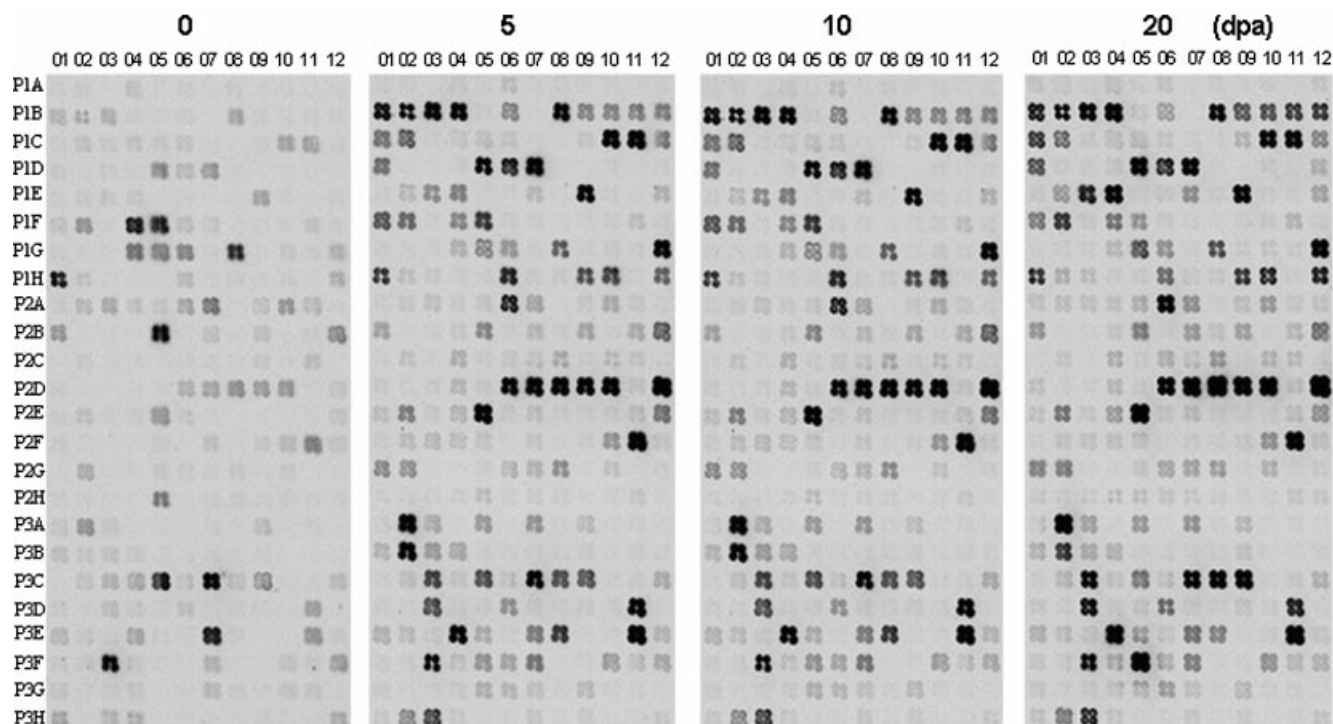 0 5 10 20 (dpa)
01 02 03 04 05 06 07 08 09 10 11 12 01 02 03 04 05 06 07 08 09 10 11 12 01 02 03 04 05 06 07 08 09 10 11 12 01 02 03 04 05 06 07 08 09 10 11 12
P1A
P1B
P1C
P1D
P1E
P1F
P1G
P1H
P2A
P2B
P2C
P2D
P2E
P2F
P2G
P2H
P3A
P3B
P3C
P3D
P3E
P3F
P3G
P3H